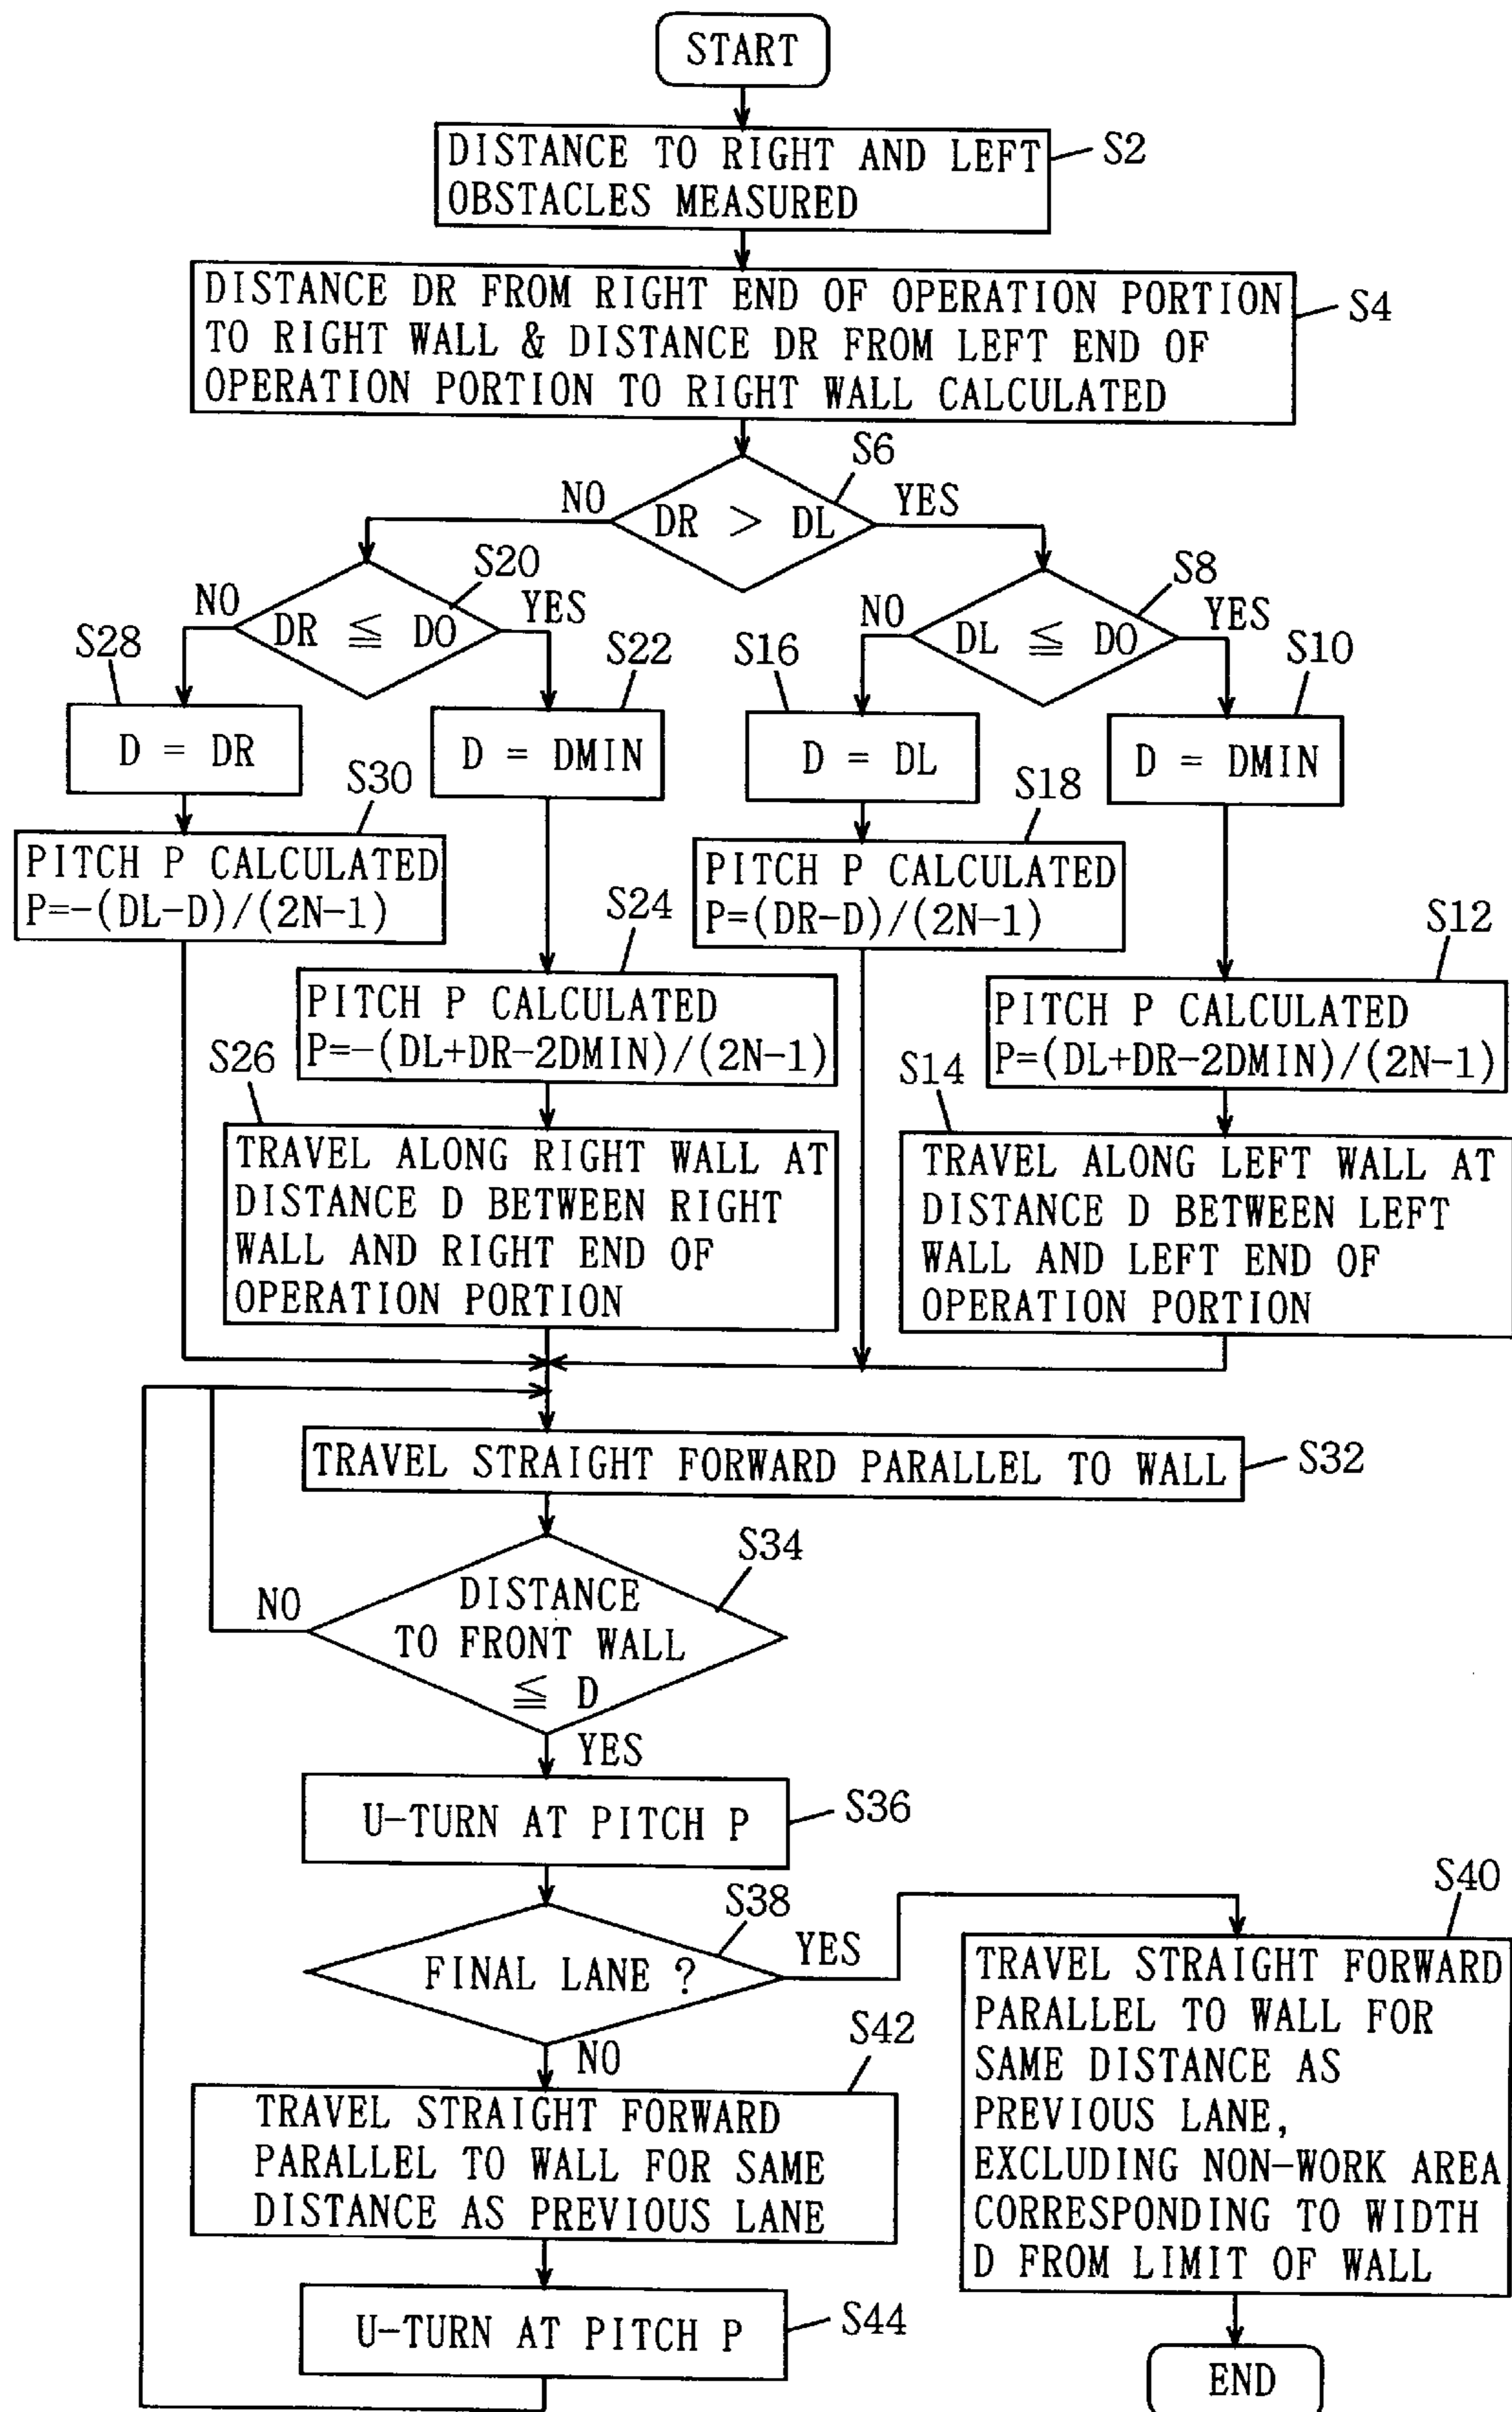 START
DISTANCE TO RIGHT AND LEFT
OBSTACLES MEASURED
S2
DISTANCE DR FROM RIGHT END OF OPERATION PORTION
TO RIGHT WALL & DISTANCE DR FROM LEFT END OF
OPERATION PORTION TO RIGHT WALL CALCULATED
S4
S6
NO
DR > DL
YES
S20
NO
DR ≦ DO
YES
S8
NO
DL ≦ DO
YES
S28
D = DR
S22
D = DMIN
S16
D = DL
S10
D = DMIN
S30
PITCH P CALCULATED
P=-(DL-D)/(2N-1)
S18
PITCH P CALCULATED
P=(DR-D)/(2N-1)
S24
PITCH P CALCULATED
P=-(DL+DR-2DMIN)/(2N-1)
S12
PITCH P CALCULATED
P=(DL+DR-2DMIN)/(2N-1)
S26
TRAVEL ALONG RIGHT WALL AT
DISTANCE D BETWEEN RIGHT
WALL AND RIGHT END OF
OPERATION PORTION
S14
TRAVEL ALONG LEFT WALL AT
DISTANCE D BETWEEN LEFT
WALL AND LEFT END OF
OPERATION PORTION
TRAVEL STRAIGHT FORWARD PARALLEL TO WALL
S32
S34
NO
DISTANCE
TO FRONT WALL
≦ D
YES
U-TURN AT PITCH P
S36
S38
FINAL LANE ?
YES
NO
S40
TRAVEL STRAIGHT FORWARD
PARALLEL TO WALL FOR
SAME DISTANCE AS
PREVIOUS LANE,
EXCLUDING NON-WORK AREA
CORRESPONDING TO WIDTH
D FROM LIMIT OF WALL
S42
TRAVEL STRAIGHT FORWARD
PARALLEL TO WALL FOR SAME
DISTANCE AS PREVIOUS LANE
U-TURN AT PITCH P
S44
END